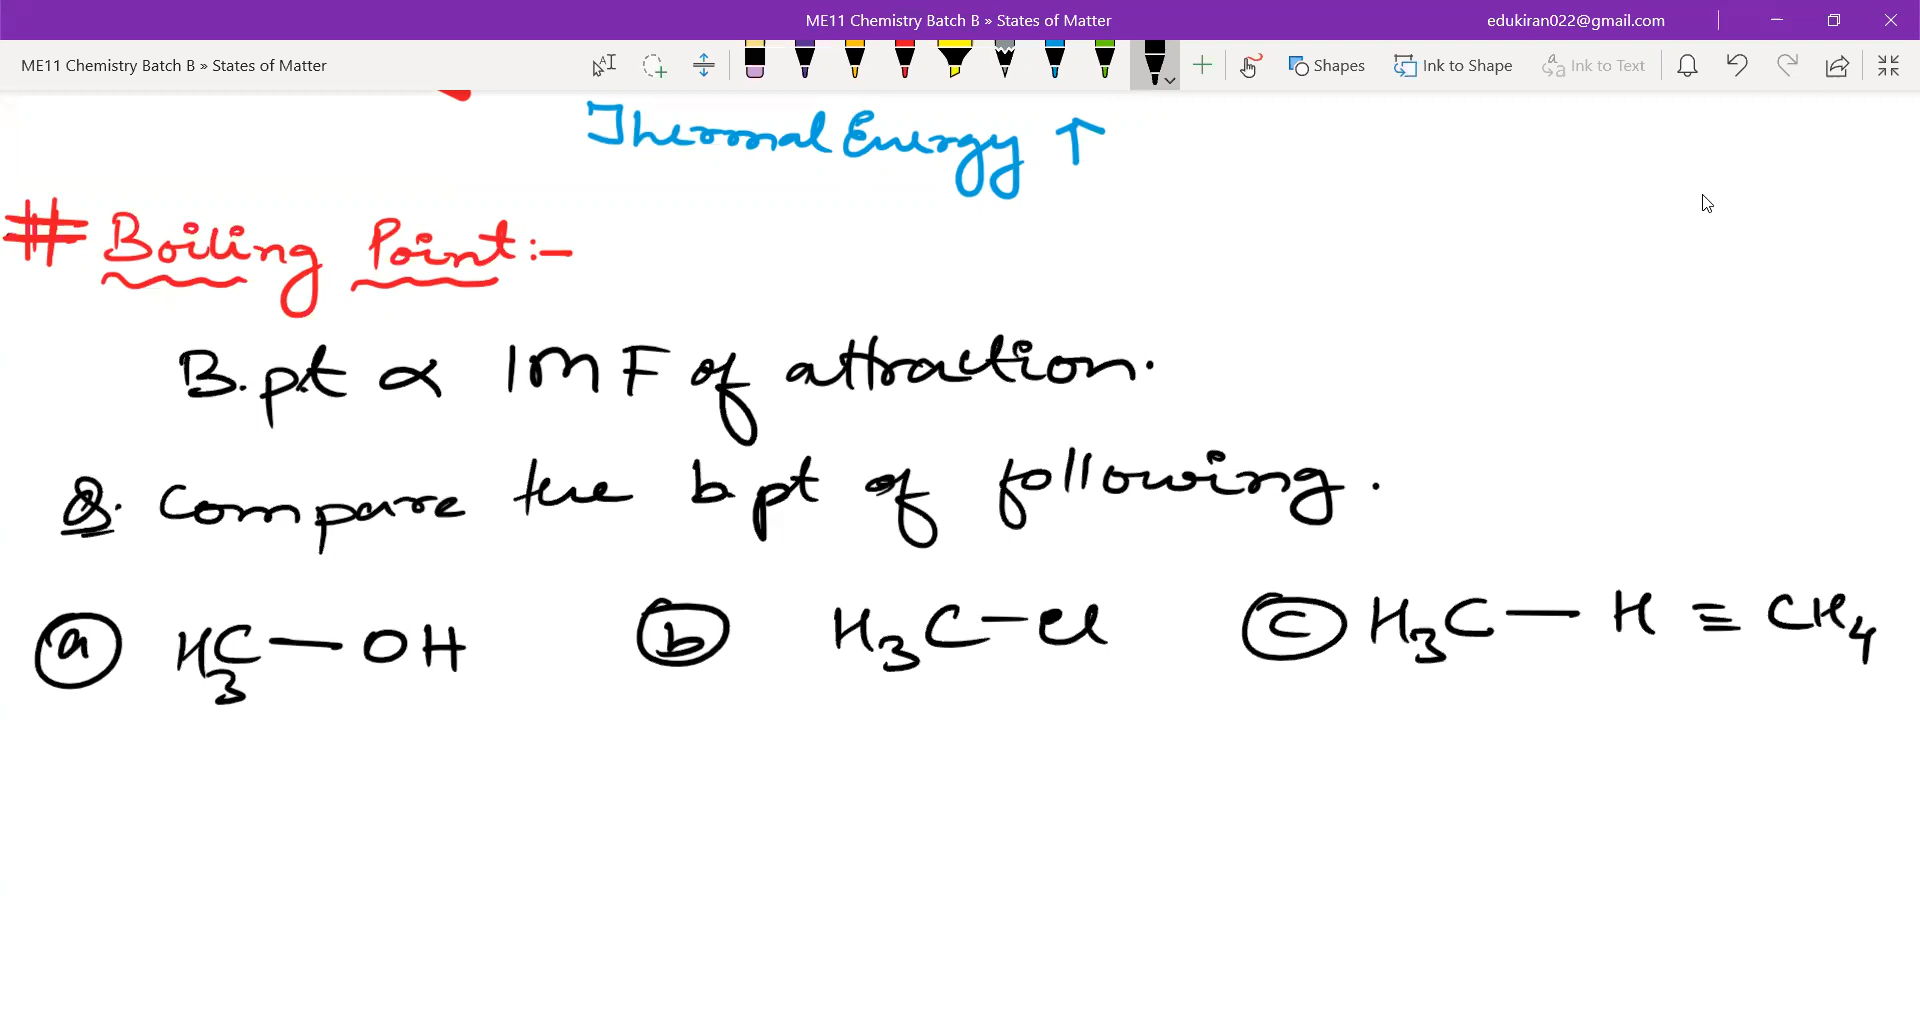 ME11 Chemistry Batch B » States of Matter
edukiran022@gmail.com
ME11 Chemistry Batch B » States of Matter
Shapes
Ink to Shape
Ink to Text
Thermal Energy ↑
# Boiling Point :-
B.pt ∝ IMF of attraction.
Q. Compare the b pt of following.
(a) H₃C — OH (b) H₃C – Cl (c) H₃C — H ≡ CH₄